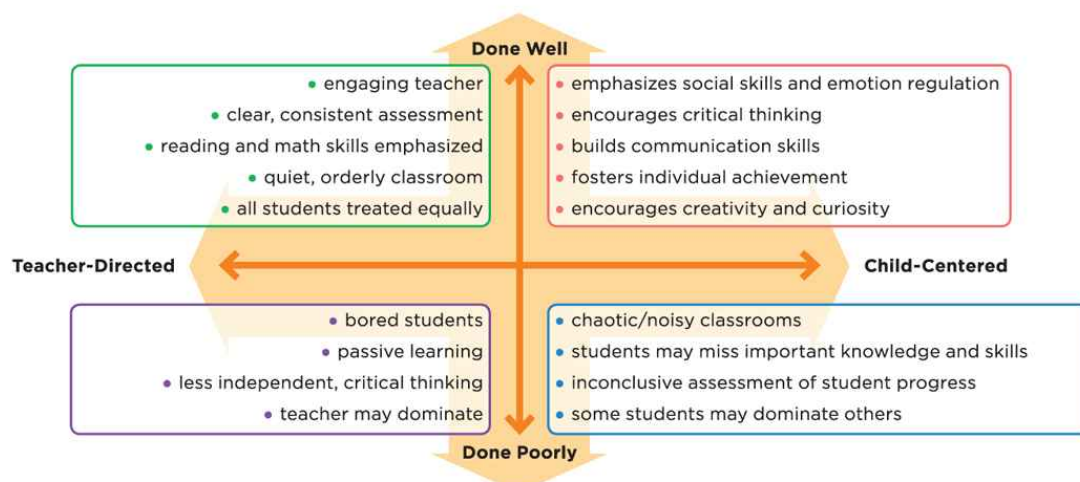 Done Well
• engaging teacher
• clear, consistent assessment
• reading and math skills emphasized
• quiet, orderly classroom
• all students treated equally
• emphasizes social skills and emotion regulation
• encourages critical thinking
• builds communication skills
• fosters individual achievement
• encourages creativity and curiosity
Teacher-Directed
Child-Centered
• bored students
• passive learning
• less independent, critical thinking
• teacher may dominate
• chaotic/noisy classrooms
• students may miss important knowledge and skills
• inconclusive assessment of student progress
• some students may dominate others
Done Poorly